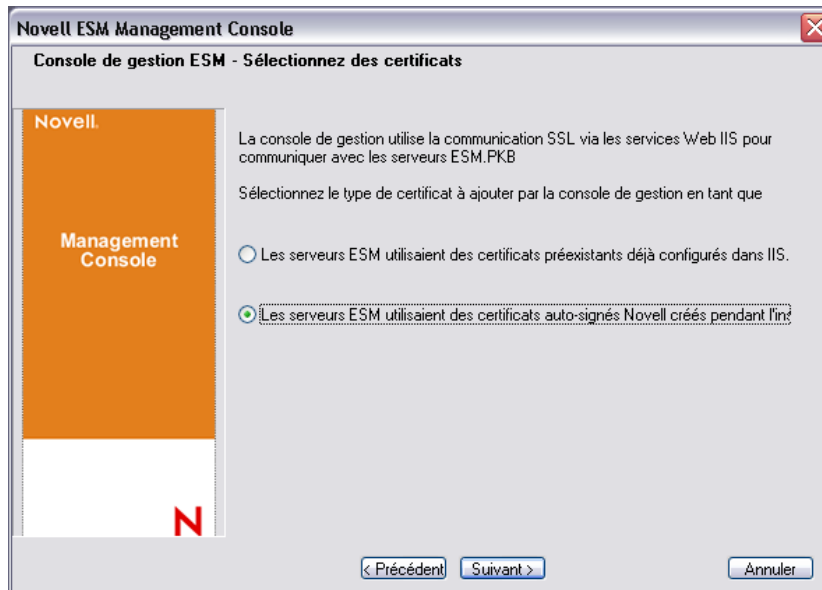 Novell ESM Management Console
Console de gestion ESM - Sélectionnez des certificats
Novell.
Management
Console
La console de gestion utilise la communication SSL via les services Web IIS pour
communiquer avec les serveurs ESM.PKB
Sélectionnez le type de certificat à ajouter par la console de gestion en tant que
Les serveurs ESM utilisaient des certificats préexistants déjà configurés dans IIS.
Les serveurs ESM utilisaient des certificats auto-signés Novell créés pendant l'ins
N
< Précédent
Suivant >
Annuler